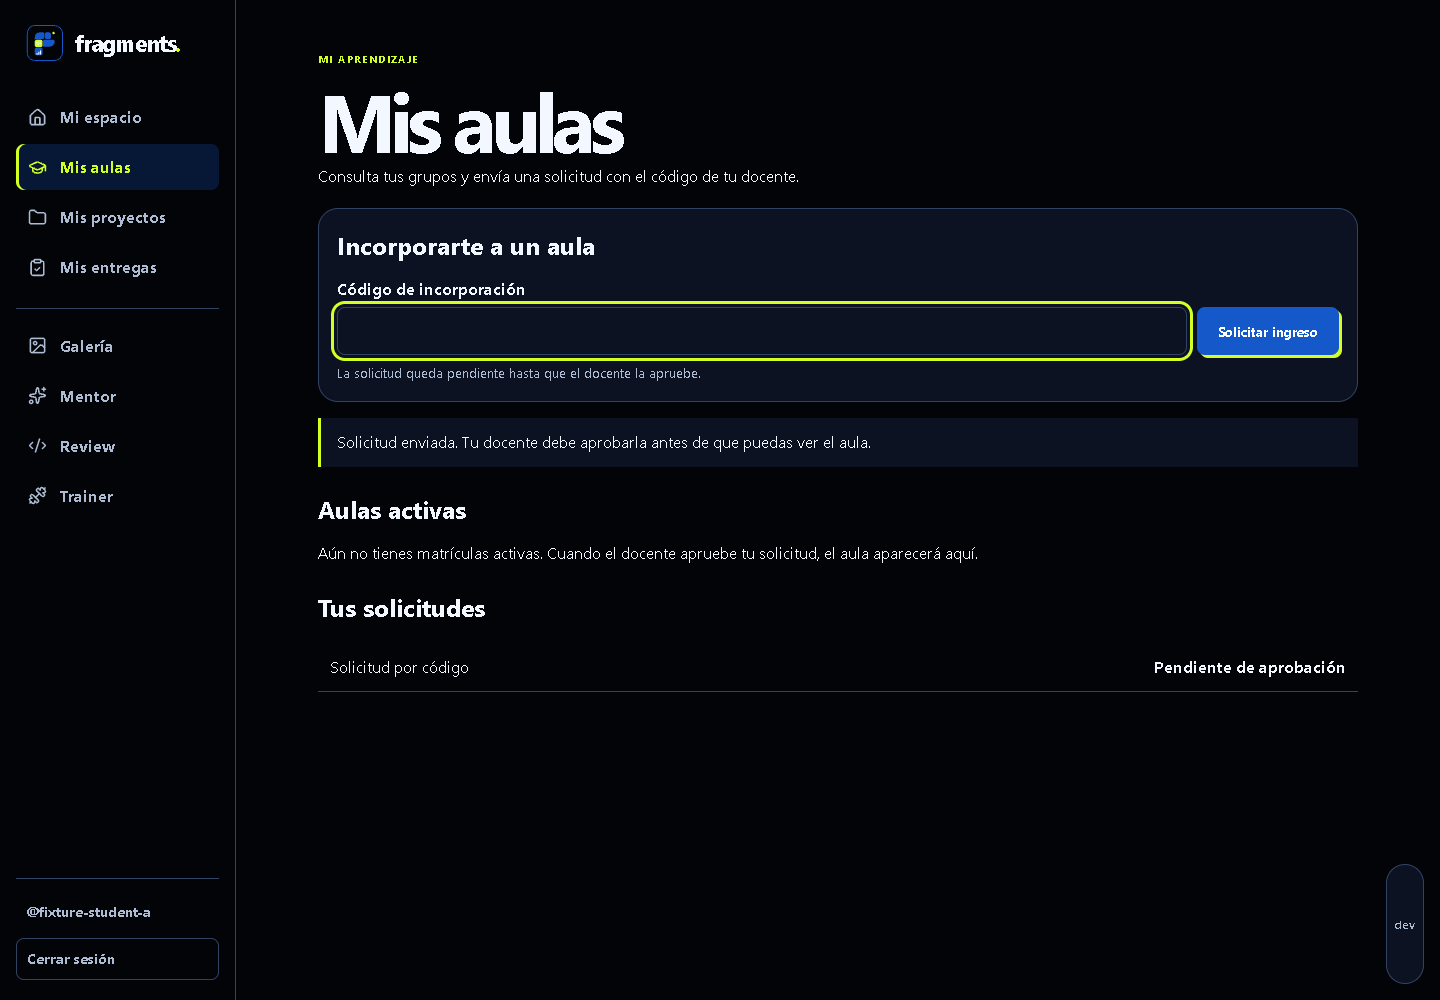 fragments.
Mi espacio
Mis aulas
Mis proyectos
Mis entregas
Galería
Mentor
Review
Trainer
@fixture-student-a
Cerrar sesión
MI APRENDIZAJE
Mis aulas
Consulta tus grupos y envía una solicitud con el código de tu docente.
Incorporarte a un aula
Código de incorporación
Solicitar ingreso
La solicitud queda pendiente hasta que el docente la apruebe.
Solicitud enviada. Tu docente debe aprobarla antes de que puedas ver el aula.
Aulas activas
Aún no tienes matrículas activas. Cuando el docente apruebe tu solicitud, el aula aparecerá aquí.
Tus solicitudes
Solicitud por código
Pendiente de aprobación
dev